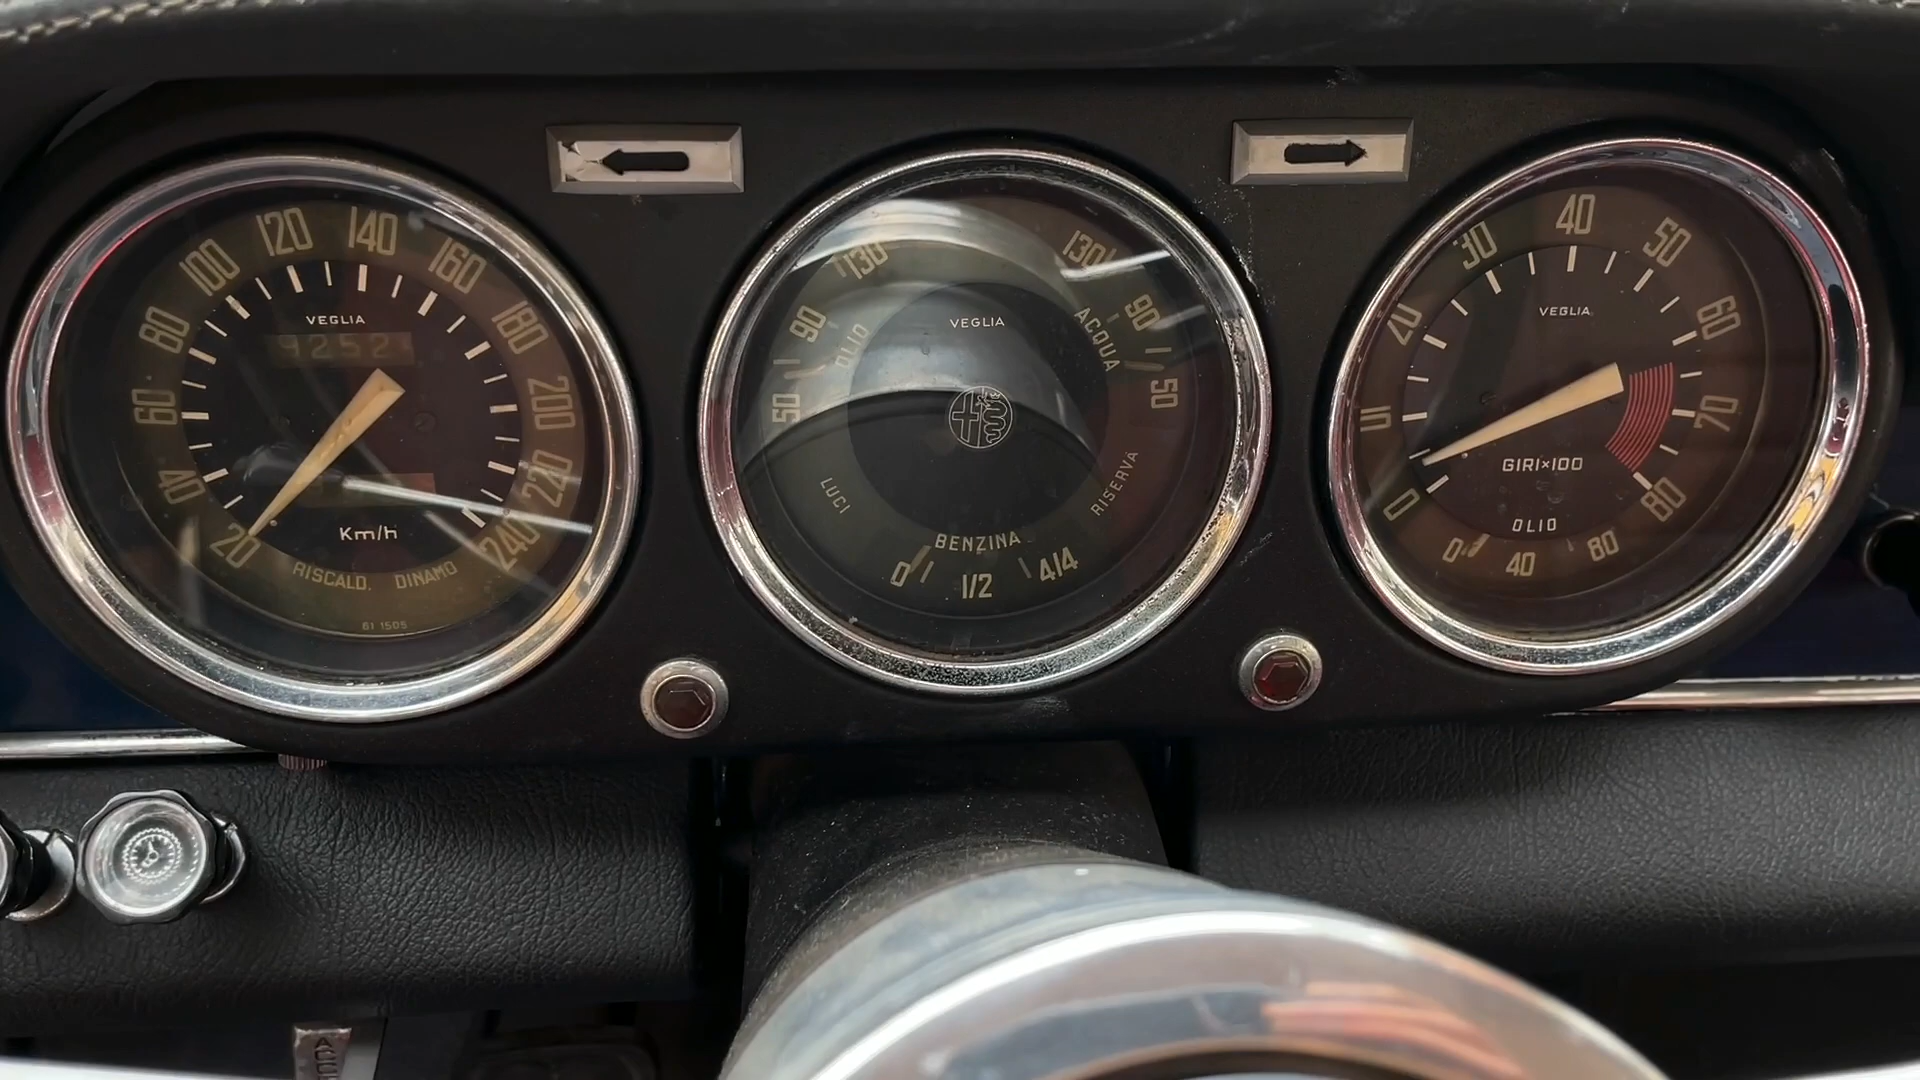 20
40
60
80
100
120
140
160
180
200
220
240
VEGLIA
9252
Km/h
RISCALD. DINAMO
61 1505
130
90
50
OLIO
VEGLIA
130
90
50
ACQUA
LUCI
RISERVA
BENZINA
0 1/2 4/4
0
15
20
30
40
50
60
70
80
VEGLIA
GIRI×100
OLIO
0 40 80